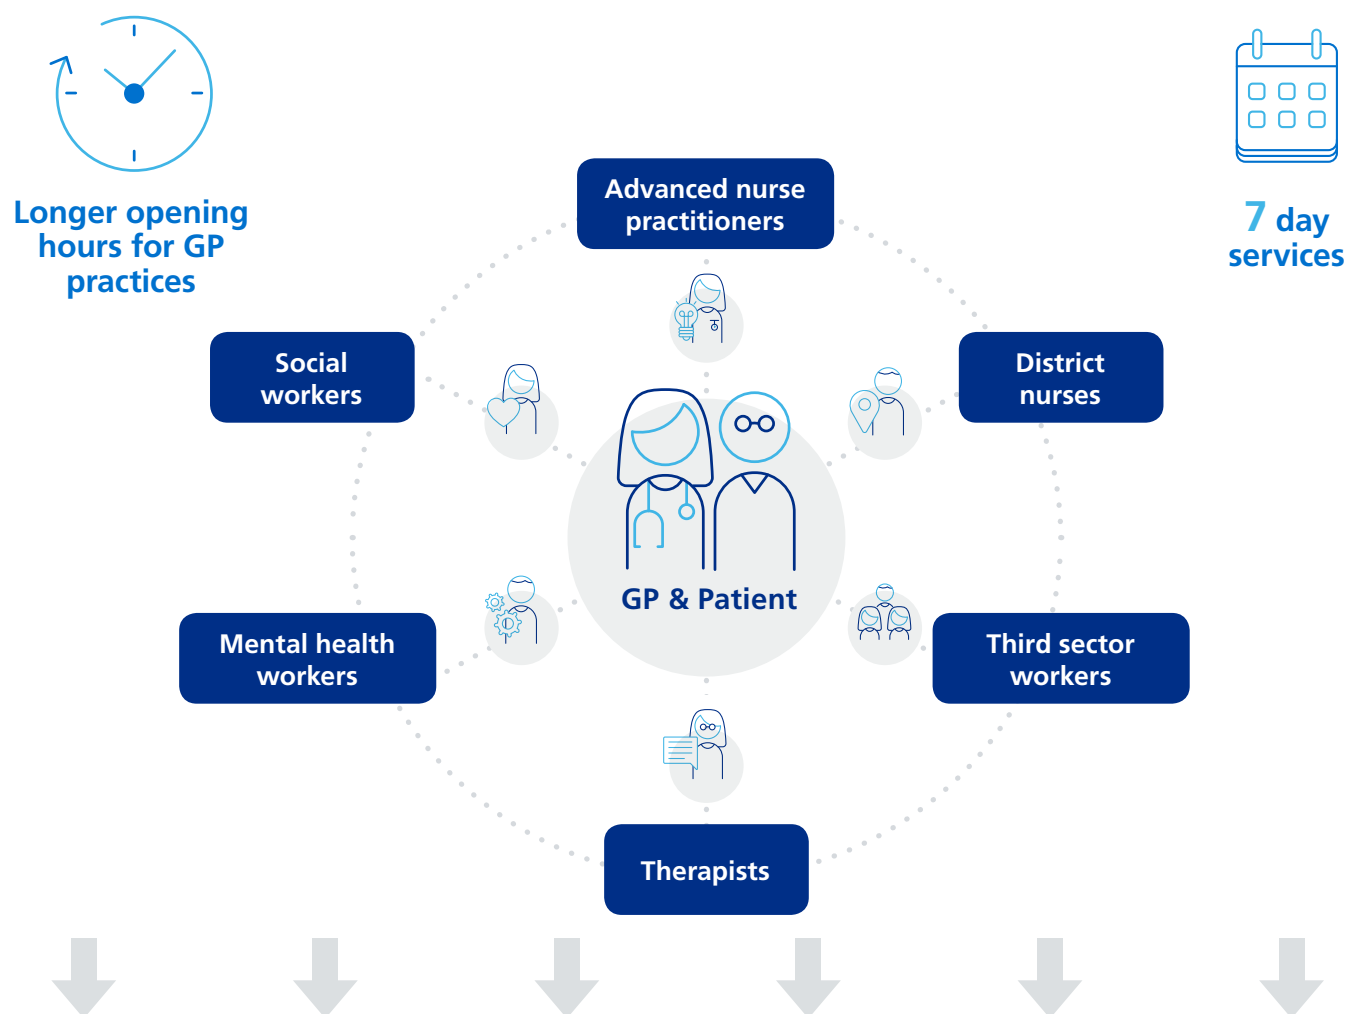 Longer opening
hours for GP
practices
7 day
services
Advanced nurse
practitioners
Social
workers
District
nurses
GP & Patient
Mental health
workers
Third sector
workers
Therapists